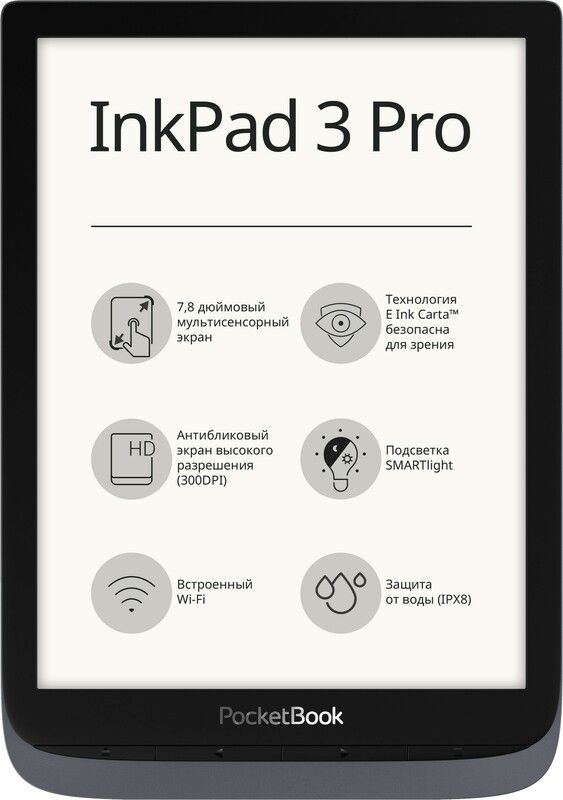 InkPad 3 Pro
7,8 дюймовый
мультисенсорный
экран
Технология
E Ink Carta™
безопасна
для зрения
HD
Антибликовый
экран высокого
разрешения
(300DPI)
Подсветка
SMARTlight
Встроенный
Wi-Fi
Защита
от воды (IPX8)
PocketBook